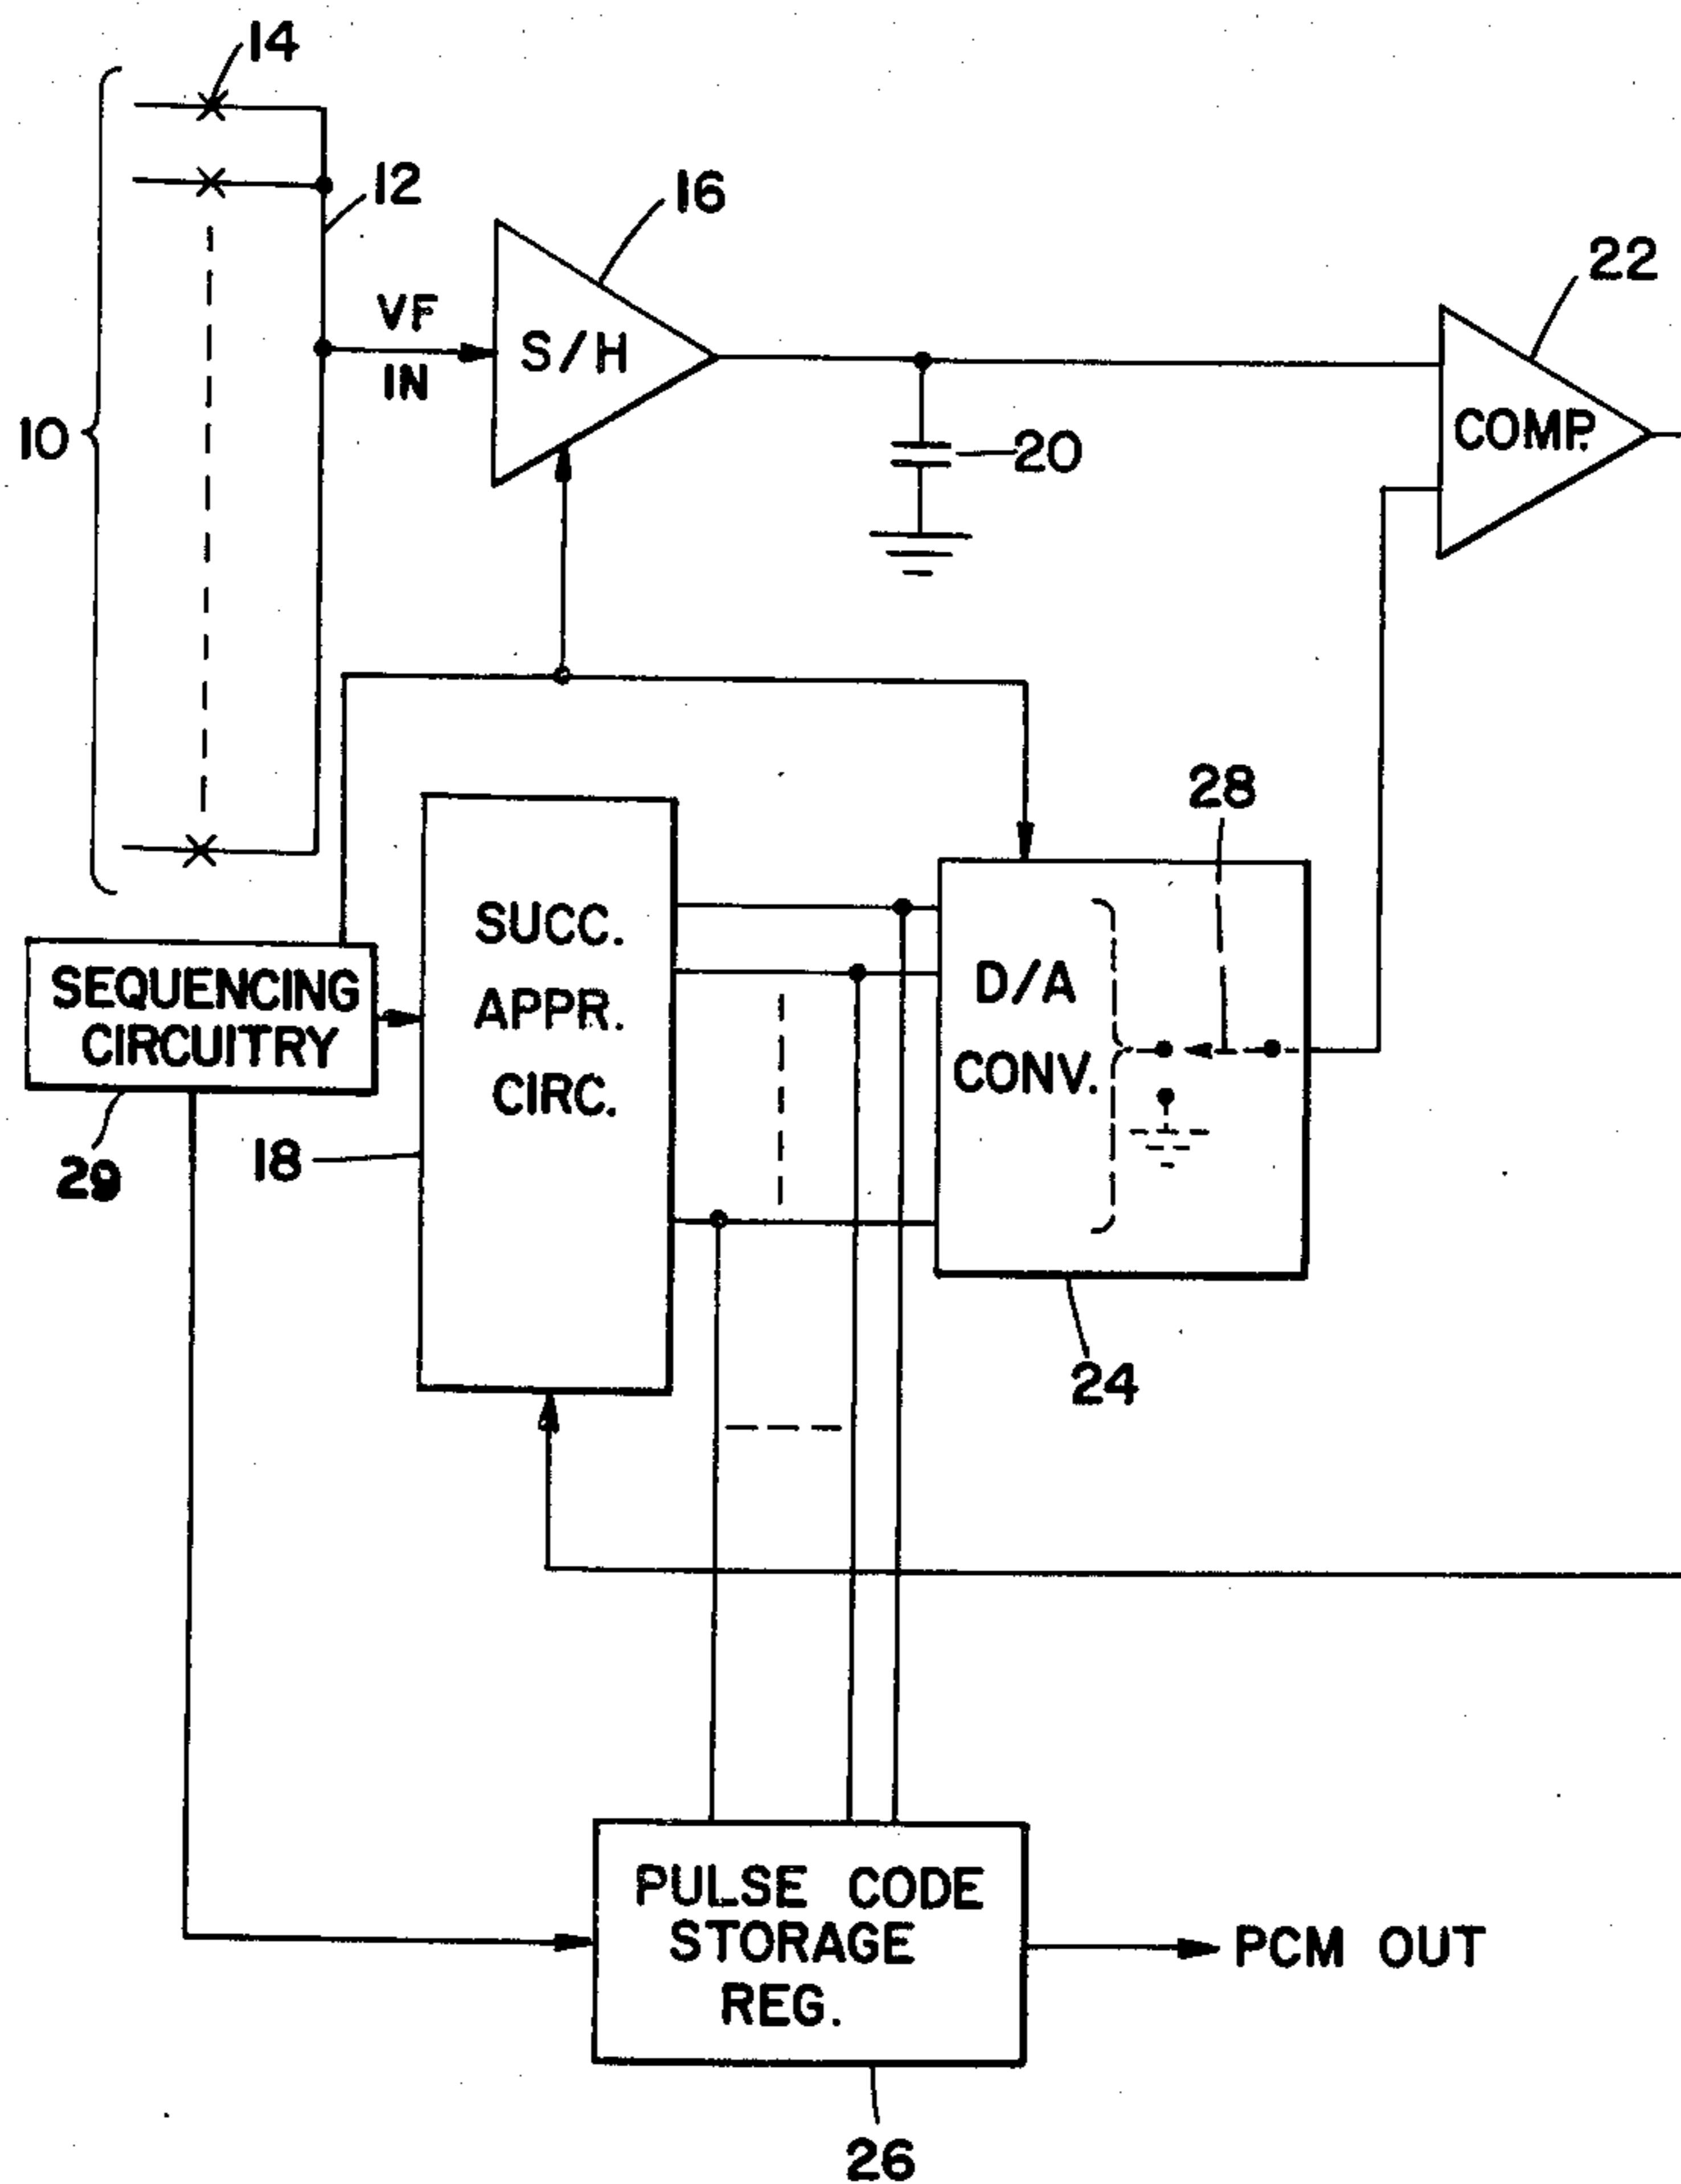 14
12
16
22
VF
IN
S/H
COMP.
10
20
28
SUCC.
APPR.
CIRC.
D/A
CONV.
SEQUENCING
CIRCUITRY
29
18
24
PULSE CODE
STORAGE
REG.
PCM OUT
26